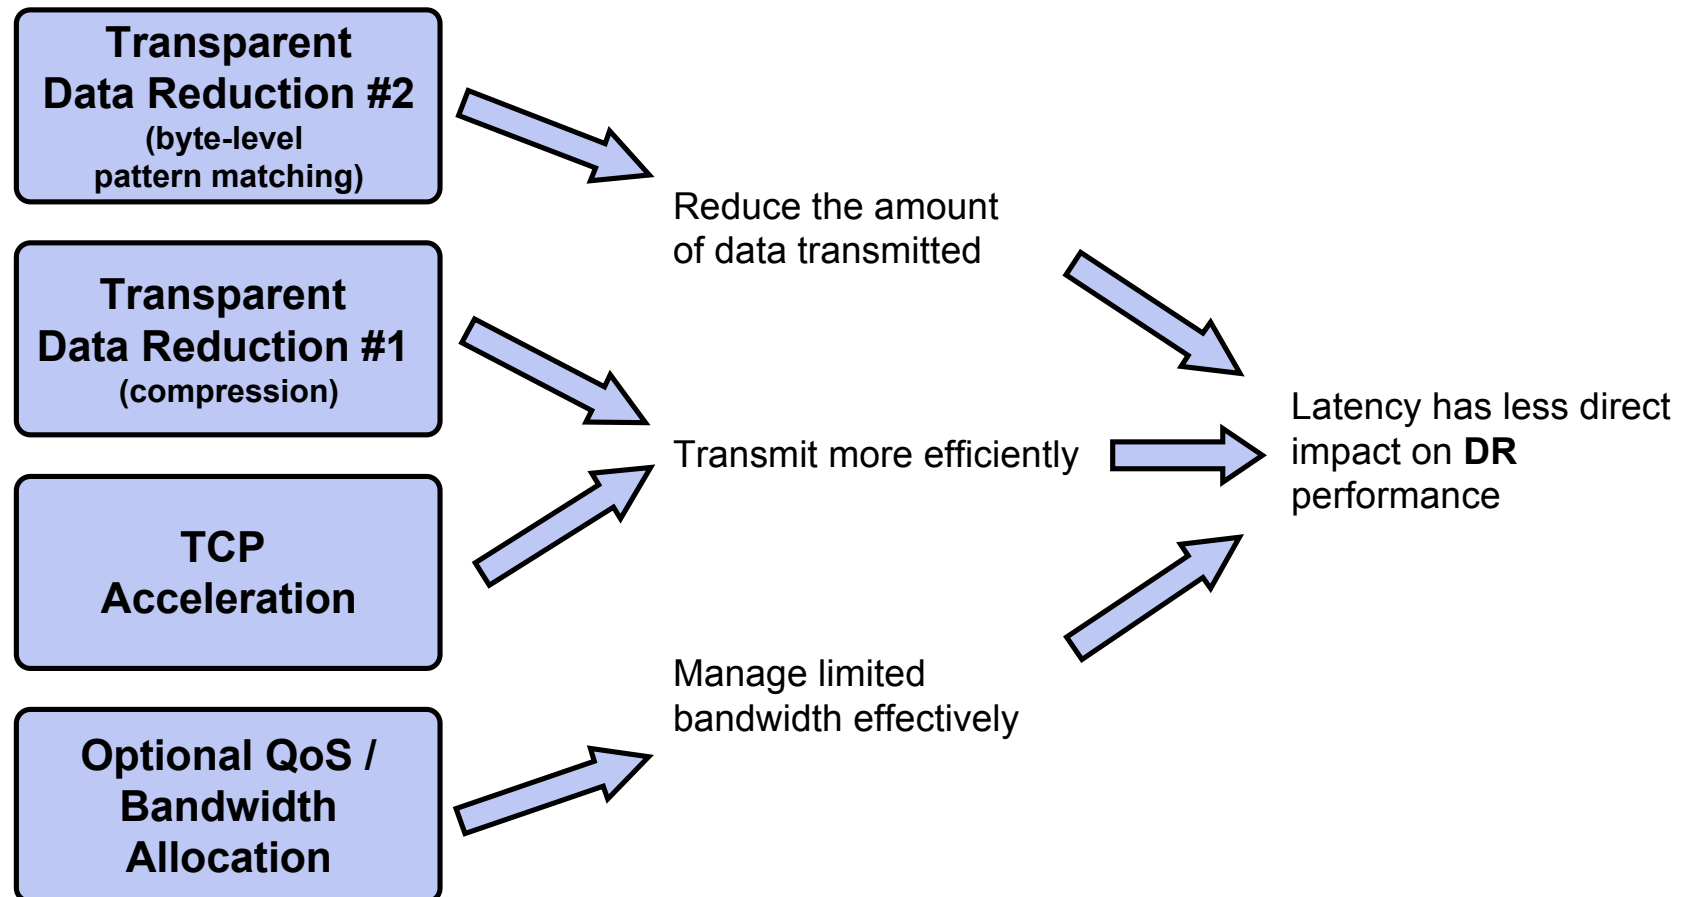 Transparent
Data Reduction #2
(byte-level
pattern matching)
Transparent
Data Reduction #1
(compression)
TCP
Acceleration
Optional QoS /
Bandwidth
Allocation
Reduce the amount
of data transmitted
Transmit more efficiently
Manage limited
bandwidth effectively
Latency has less direct
impact on DR
performance